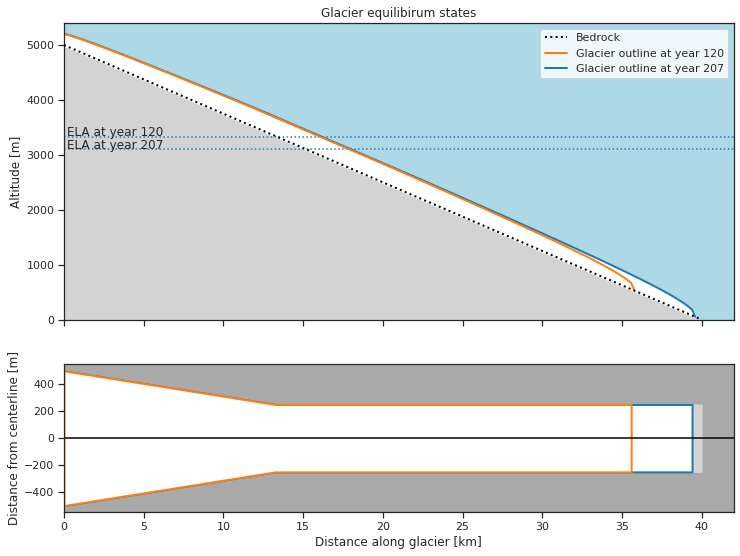 Glacier equilibirum states
Bedrock
Glacier outline at year 120
Glacier outline at year 207
ELA at year 120
ELA at year 207
Altitude [m]
5000
4000
3000
2000
1000
0
Distance from centerline [m]
400
200
0
−200
−400
0 5 10 15 20 25 30 35 40
Distance along glacier [km]